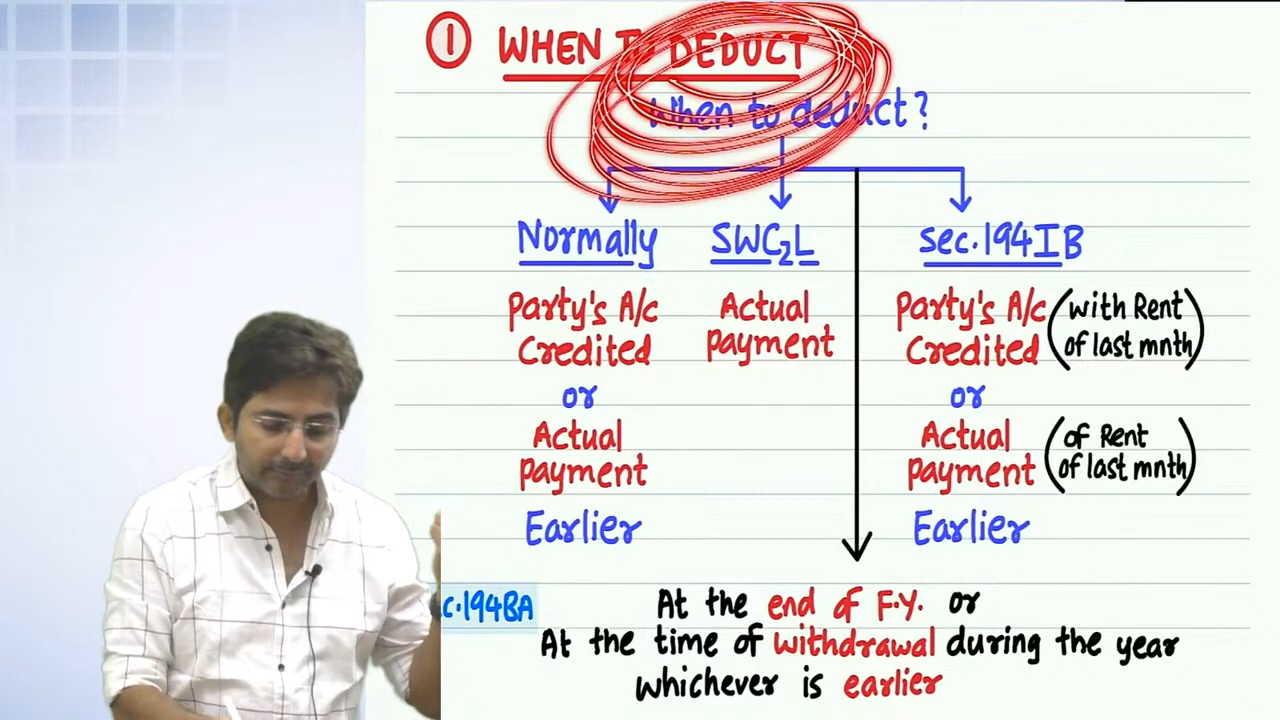 ① WHEN TO DEDUCT
When to deduct?
Normally SWC₂L Sec.194IB
Party's A/c Credited or Actual Payment Earlier
Actual Payment
Party's A/c Credited (with Rent of last mnth)
or
Actual Payment (of Rent of last mnth)
Earlier
c.194BA
At the end of F.Y. or
At the time of withdrawal during the year
whichever is earlier